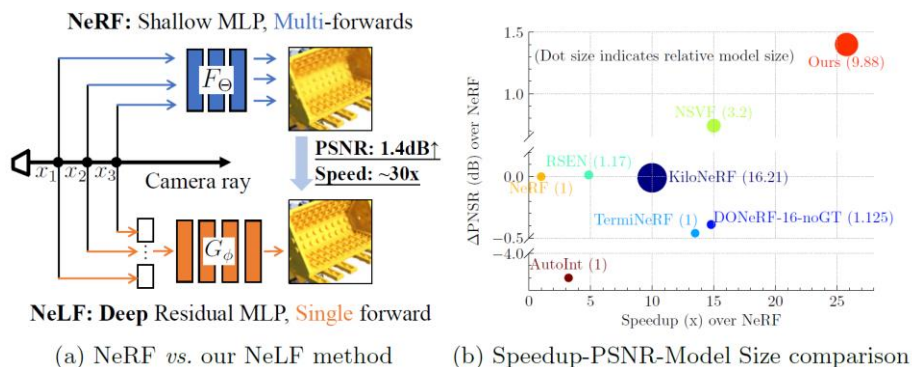 NeRF: Shallow MLP, Multi-forwards
F_Θ
x_1 x_2 x_3
Camera ray
PSNR: 1.4dB↑
Speed: ~30x
⋮
G_ϕ
NeLF: Deep Residual MLP, Single forward
(a) NeRF vs. our NeLF method
1.5
(Dot size indicates relative model size)
Ours (9.88)
1.0
NSVF (3.2)
RSEN (1.17)
0.0
NeRF (1)
KiloNeRF (16.21)
TermiNeRF (1)
DONeRF-16-noGT (1.125)
−0.5
−4.0
AutoInt (1)
ΔPNSR (dB) over NeRF
0 5 10 15 20 25
Speedup (x) over NeRF
(b) Speedup-PSNR-Model Size comparison